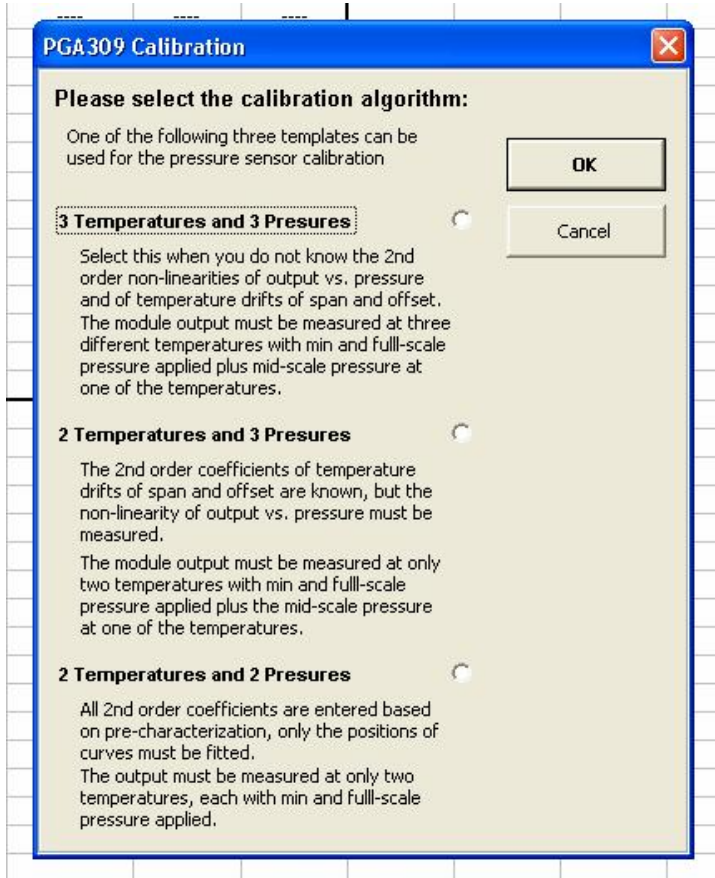 ---- ---- ----
PGA309 Calibration
Please select the calibration algorithm:
One of the following three templates can be
used for the pressure sensor calibration
OK
Cancel
3 Temperatures and 3 Presures
Select this when you do not know the 2nd
order non-linearities of output vs. pressure
and of temperature drifts of span and offset.
The module output must be measured at three
different temperatures with min and fulll-scale
pressure applied plus mid-scale pressure at
one of the temperatures.
2 Temperatures and 3 Presures
The 2nd order coefficients of temperature
drifts of span and offset are known, but the
non-linearity of output vs. pressure must be
measured.
The module output must be measured at only
two temperatures with min and fulll-scale
pressure applied plus the mid-scale pressure
at one of the temperatures.
2 Temperatures and 2 Presures
All 2nd order coefficients are entered based
on pre-characterization, only the positions of
curves must be fitted.
The output must be measured at only two
temperatures, each with min and fulll-scale
pressure applied.